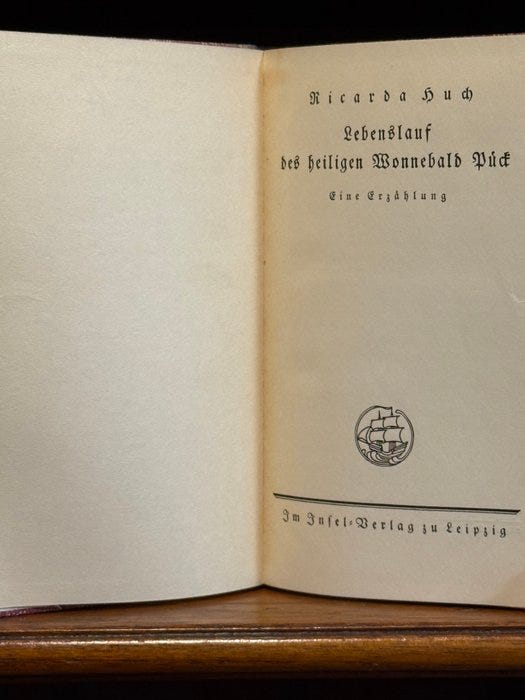 Ricarda Huch
Lebenslauf
des heiligen Wonnebald Pück
Eine Erzählung
Im Insel-Verlag zu Leipzig